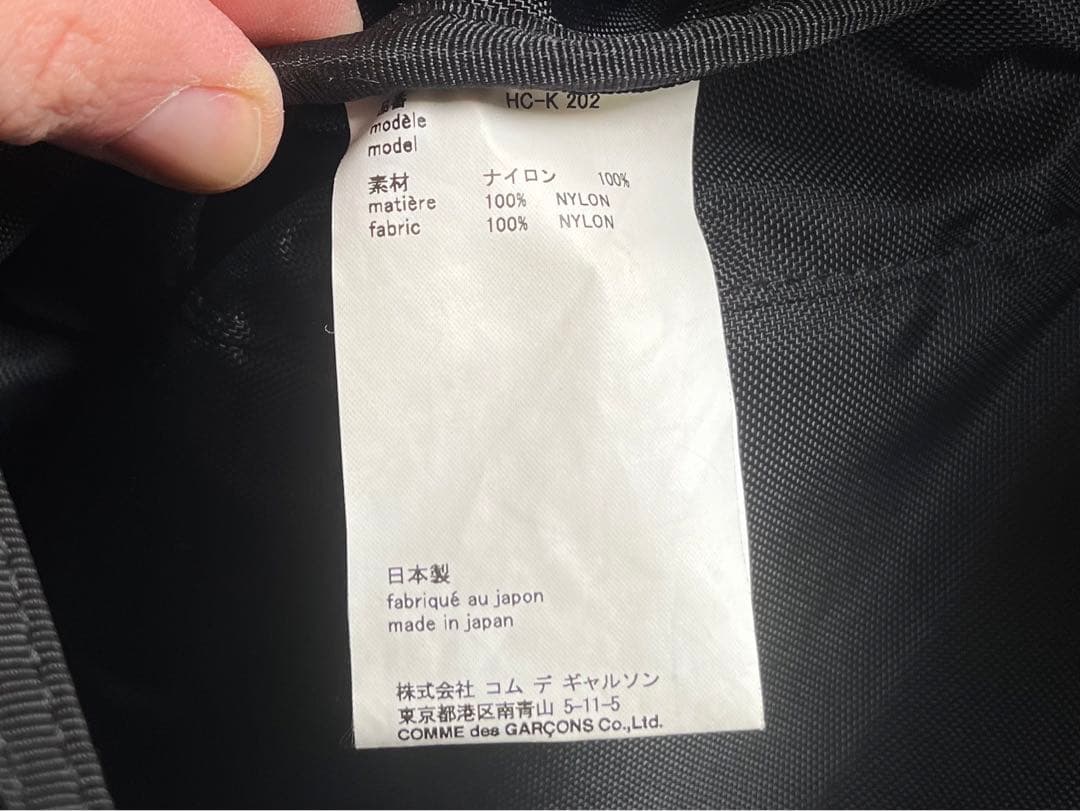 HC-K 202
modèle
model
素材 ナイロン 100%
matière 100% NYLON
fabric 100% NYLON
日本製
fabriqué au japon
made in japan
株式会社 コム デ ギャルソン
東京都港区南青山 5-11-5
COMME des GARÇONS Co.,Ltd.